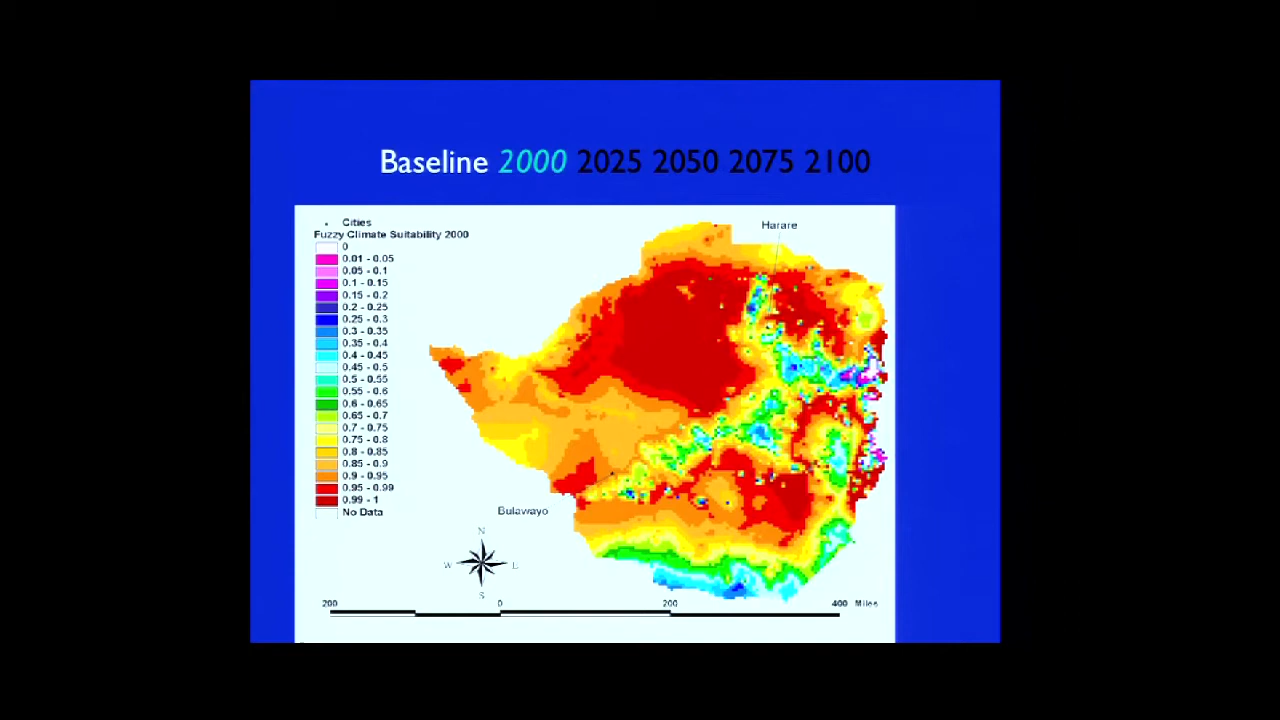 Baseline 2000 2025 2050 2075 2100
Cities
Fuzzy Climate Suitability 2000
0
0.01 - 0.05
0.05 - 0.1
0.1 - 0.15
0.15 - 0.2
0.2 - 0.25
0.25 - 0.3
0.3 - 0.35
0.35 - 0.4
0.4 - 0.45
0.45 - 0.5
0.5 - 0.55
0.55 - 0.6
0.6 - 0.65
0.65 - 0.7
0.7 - 0.75
0.75 - 0.8
0.8 - 0.85
0.85 - 0.9
0.9 - 0.95
0.95 - 0.99
0.99 - 1
No Data
Harare
Bulawayo
N
W E
S
200 0 200 400 Miles